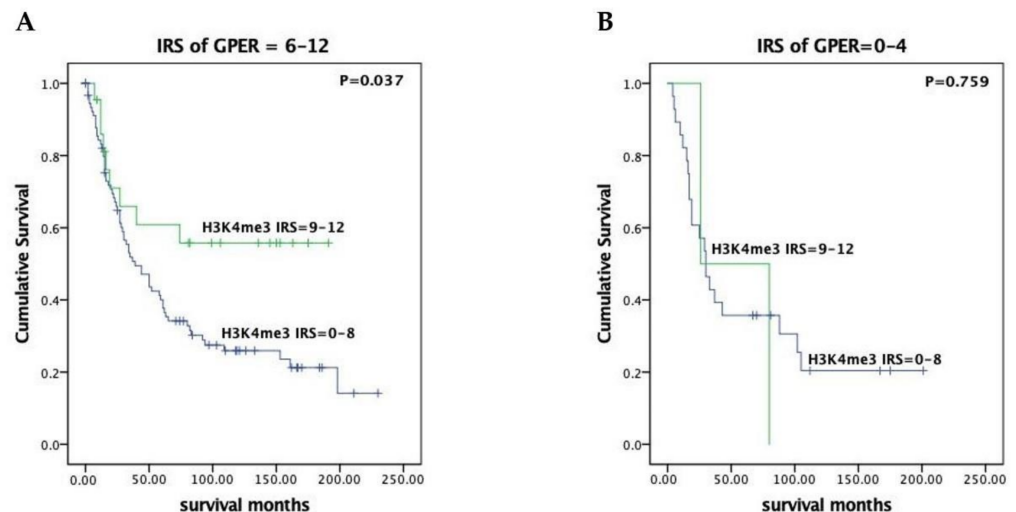 A
IRS of GPER = 6-12
P=0.037
1.0
0.8
0.6
0.4
0.2
0.0
Cumulative Survival
H3K4me3 IRS=9-12
H3K4me3 IRS=0-8
0.00 50.00 100.00 150.00 200.00 250.00
survival months
B
IRS of GPER=0-4
P=0.759
1.0
0.8
0.6
0.4
0.2
0.0
Cumulative Survival
H3K4me3 IRS=9-12
H3K4me3 IRS=0-8
0.00 50.00 100.00 150.00 200.00 250.00
survival months